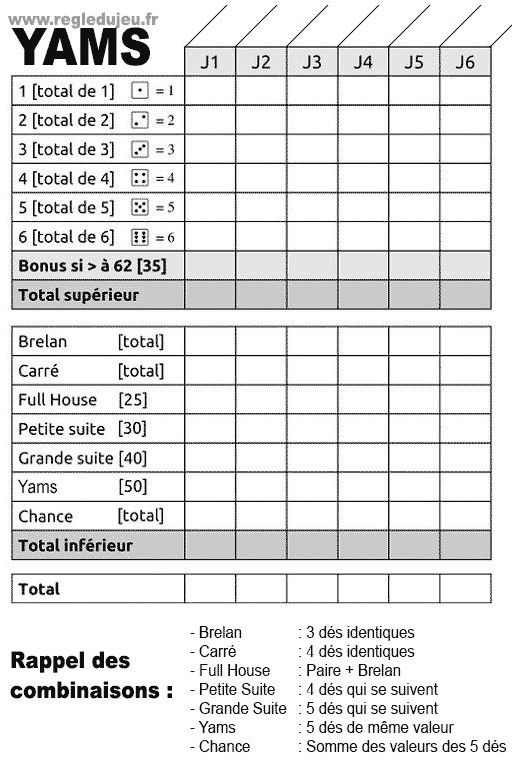 www.regledujeu.fr
YAMS
J1 J2 J3 J4 J5 J6
1 [total de 1] = 1
2 [total de 2] = 2
3 [total de 3] = 3
4 [total de 4] = 4
5 [total de 5] = 5
6 [total de 6] = 6
Bonus si > à 62 [35]
Total supérieur
Brelan [total]
Carré [total]
Full House [25]
Petite suite [30]
Grande suite [40]
Yams [50]
Chance [total]
Total inférieur
Total
Rappel des
combinaisons :
- Brelan : 3 dés identiques
- Carré : 4 dés identiques
- Full House : Paire + Brelan
- Petite Suite : 4 dés qui se suivent
- Grande Suite : 5 dés qui se suivent
- Yams : 5 dés de même valeur
- Chance : Somme des valeurs des 5 dés